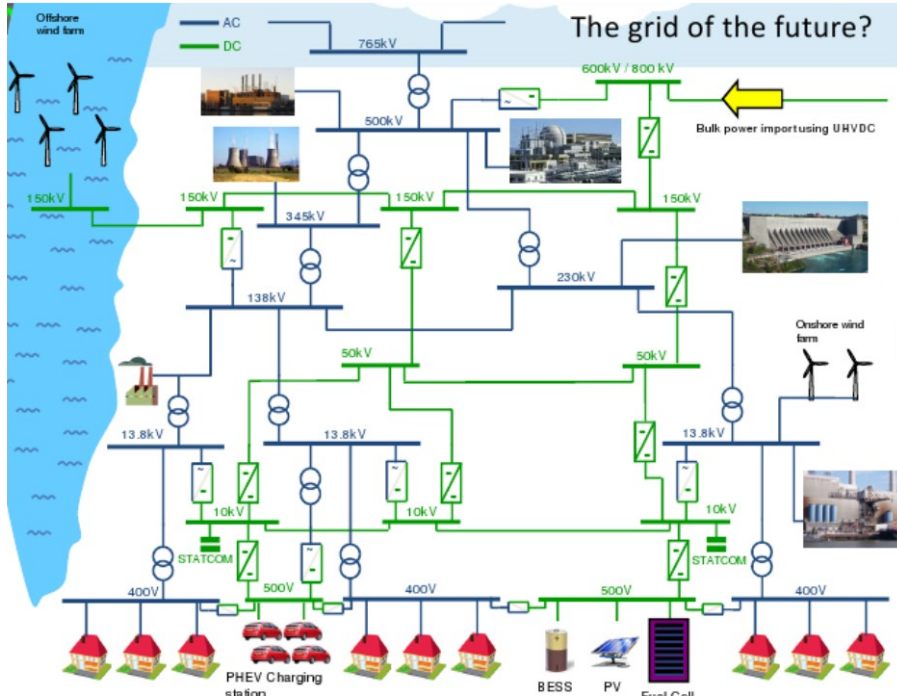 Offshore
wind farm
AC
DC
The grid of the future?
765kV
600kV / 800 kV
500kV
Bulk power import using UHVDC
150kV
150kV
150kV
150kV
345kV
230kV
138kV
Onshore wind
farm
50kV
50kV
13.8kV
13.8kV
13.8kV
10kV
10kV
10kV
STATCOM
STATCOM
400V
500V
400V
500V
400V
PHEV Charging
station
BESS
PV
Fuel Cell